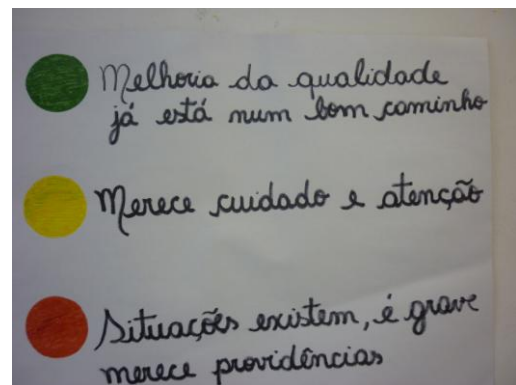 Melhoria da qualidade
já está num bom caminho
Merece cuidado e atenção
Situações existem, é grave
merece providências